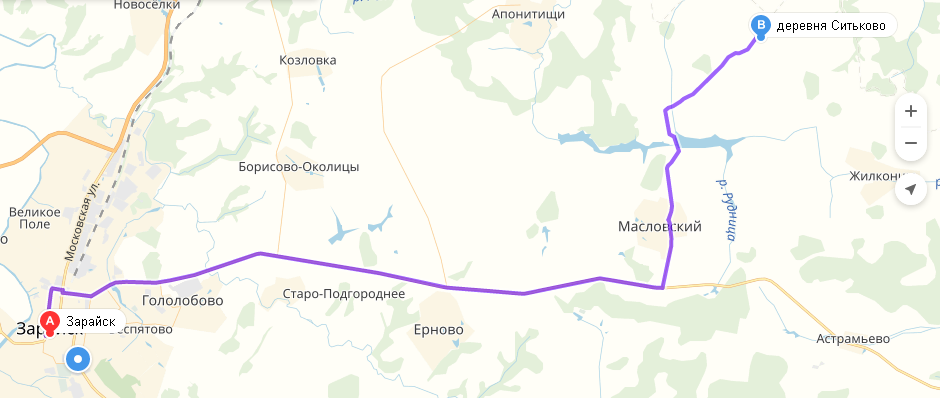 Новоселки
Апонитищи
B
деревня Ситьково
Козловка
Борисово-Околицы
Жилкони
Московская ул.
Великое
Поле
р. Рудница
Масловский
Гололобово
Старо-Подгороднее
A
Зарайск
Ерново
Астрамьево